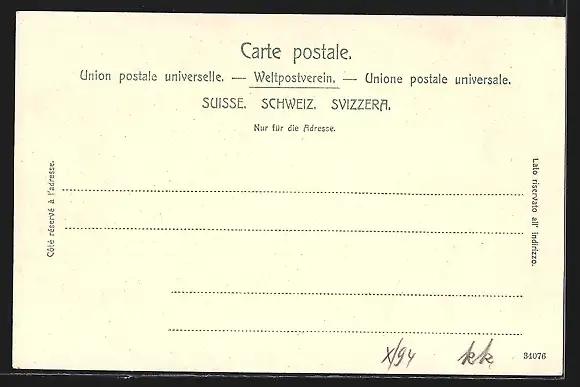 Carte postale.
Union postale universelle. — Weltpostverein. — Unione postale universale.
SUISSE. SCHWEIZ. SVIZZERA.
Nur für die Adresse.
Côté réservé à l'adresse.
Lato riservato all' indirizzo.
X/94 kk
31076